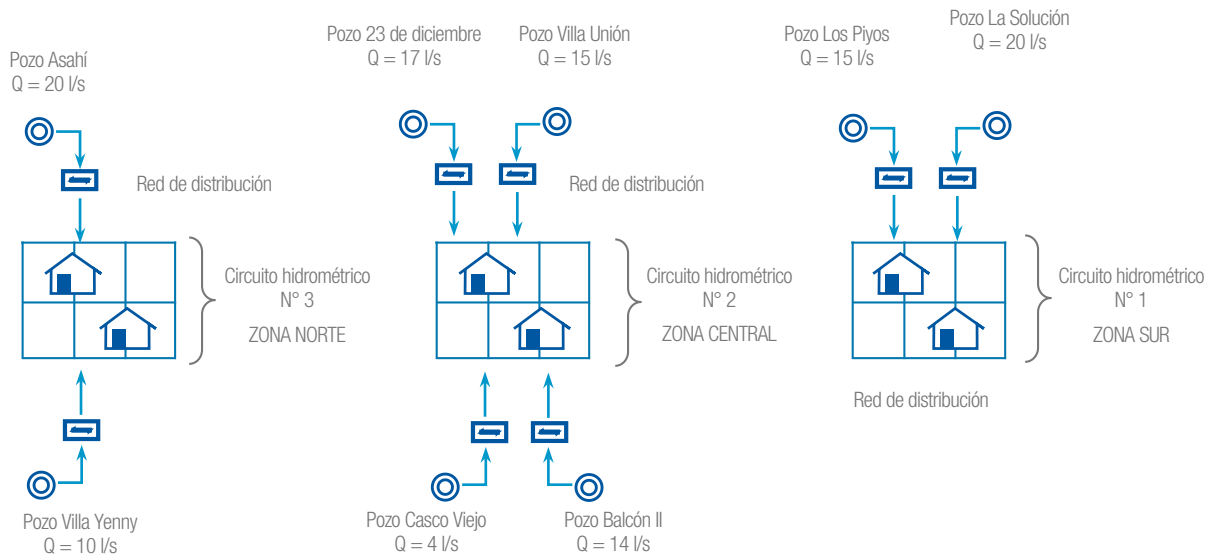 Pozo Asahí
Q = 20 l/s
Pozo 23 de diciembre
Q = 17 l/s
Pozo Villa Unión
Q = 15 l/s
Pozo Los Piyos
Q = 15 l/s
Pozo La Solución
Q = 20 l/s
Red de distribución
Red de distribución
Circuito hidrométrico
N° 3
ZONA NORTE
Circuito hidrométrico
N° 2
ZONA CENTRAL
Circuito hidrométrico
N° 1
ZONA SUR
Red de distribución
Pozo Villa Yenny
Q = 10 l/s
Pozo Casco Viejo
Q = 4 l/s
Pozo Balcón II
Q = 14 l/s